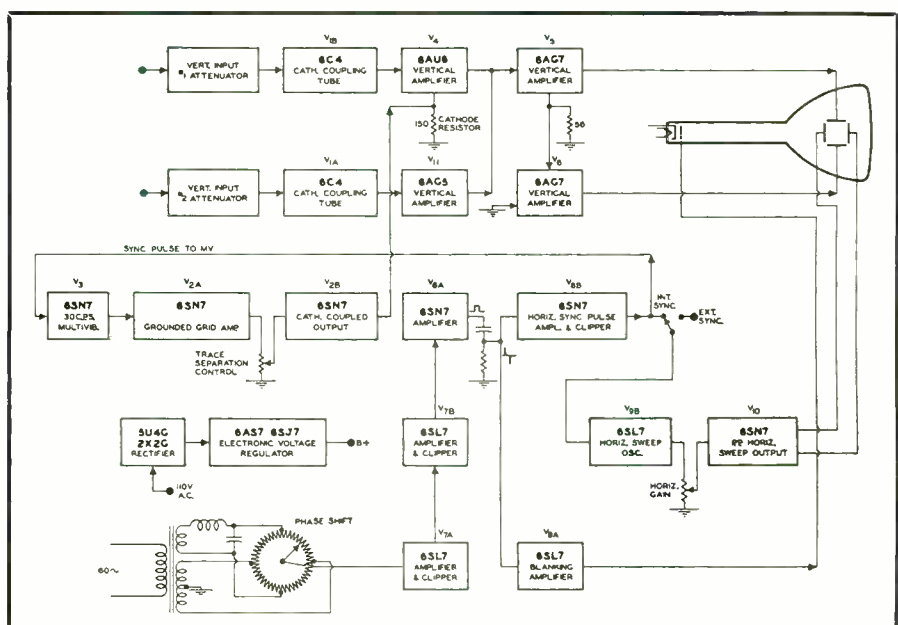 V1B
V4
V5
VERT. INPUT
#1 ATTENUATOR
6C4
CATH. COUPLING
TUBE
6AU6
VERTICAL
AMPLIFIER
6AG7
VERTICAL
AMPLIFIER
150
CATHODE
RESISTOR
56
V1A
V11
V6
VERT. INPUT
#2 ATTENUATOR
6C4
CATH. COUPLING
TUBE
6AG5
VERTICAL
AMPLIFIER
6AG7
VERTICAL
AMPLIFIER
SYNC PULSE TO MV
V3
V2A
V2B
V8A
V8B
6SN7
30C.P.S.
MULTIVIB.
6SN7
GROUNDED GRID AMP.
6SN7
CATH. COUPLED
OUTPUT
6SN7
AMPLIFIER
6SN7
HORIZ. SYNC PULSE
AMPL. & CLIPPER
INT.
SYNC.
EXT.
SYNC.
TRACE
SEPARATION
CONTROL
V7B
V9B
V10
5U4G
2X2G
RECTIFIER
6AS7 6SJ7
ELECTRONIC VOLTAGE
REGULATOR
B+
6SL7
AMPLIFIER
& CLIPPER
6SL7
HORIZ. SWEEP
OSC.
6SN7
P.P. HORIZ.
SWEEP OUTPUT
110V
A.C.
HORIZ.
GAIN
PHASE SHIFT
V7A
V9A
60~
6SL7
AMPLIFIER
& CLIPPER
6SL7
BLANKING
AMPLIFIER